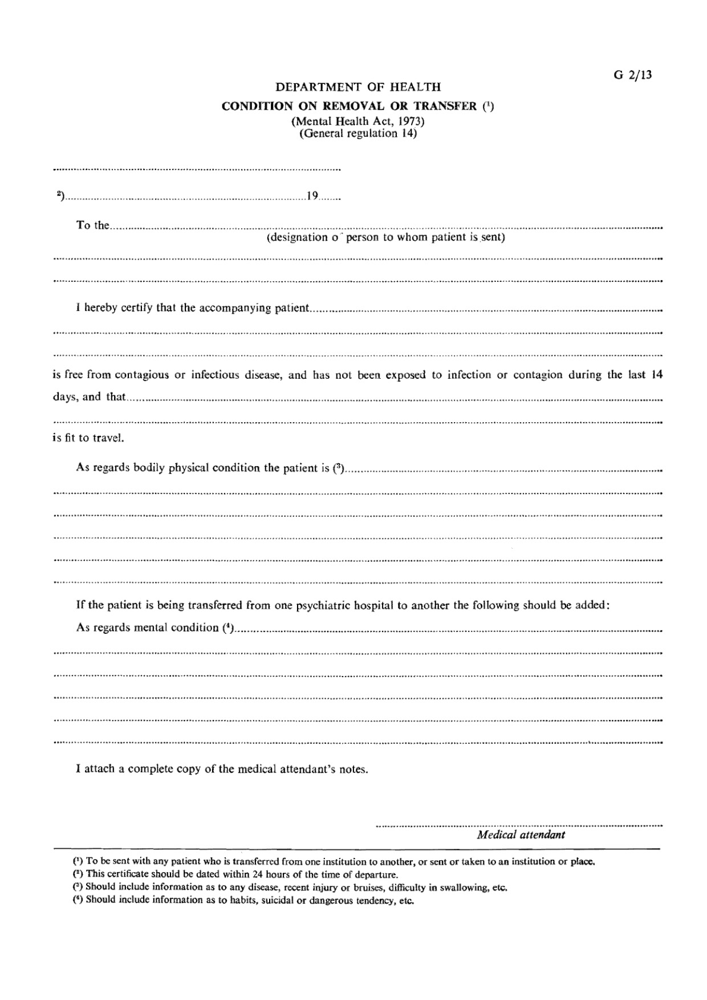 G 2/13
DEPARTMENT OF HEALTH
CONDITION ON REMOVAL OR TRANSFER (¹)
(Mental Health Act, 1973)
(General regulation 14)
²)..........19........
To the..........
(designation o person to whom patient is sent)
I hereby certify that the accompanying patient..........
is free from contagious or infectious disease, and has not been exposed to infection or contagion during the last 14
days, and that..........
is fit to travel.
As regards bodily physical condition the patient is (³)..........
If the patient is being transferred from one psychiatric hospital to another the following should be added:
As regards mental condition (⁴)..........
I attach a complete copy of the medical attendant's notes.
Medical attendant
(¹) To be sent with any patient who is transferred from one institution to another, or sent or taken to an institution or place.
(²) This certificate should be dated within 24 hours of the time of departure.
(³) Should include information as to any disease, recent injury or bruises, difficulty in swallowing, etc.
(⁴) Should include information as to habits, suicidal or dangerous tendency, etc.